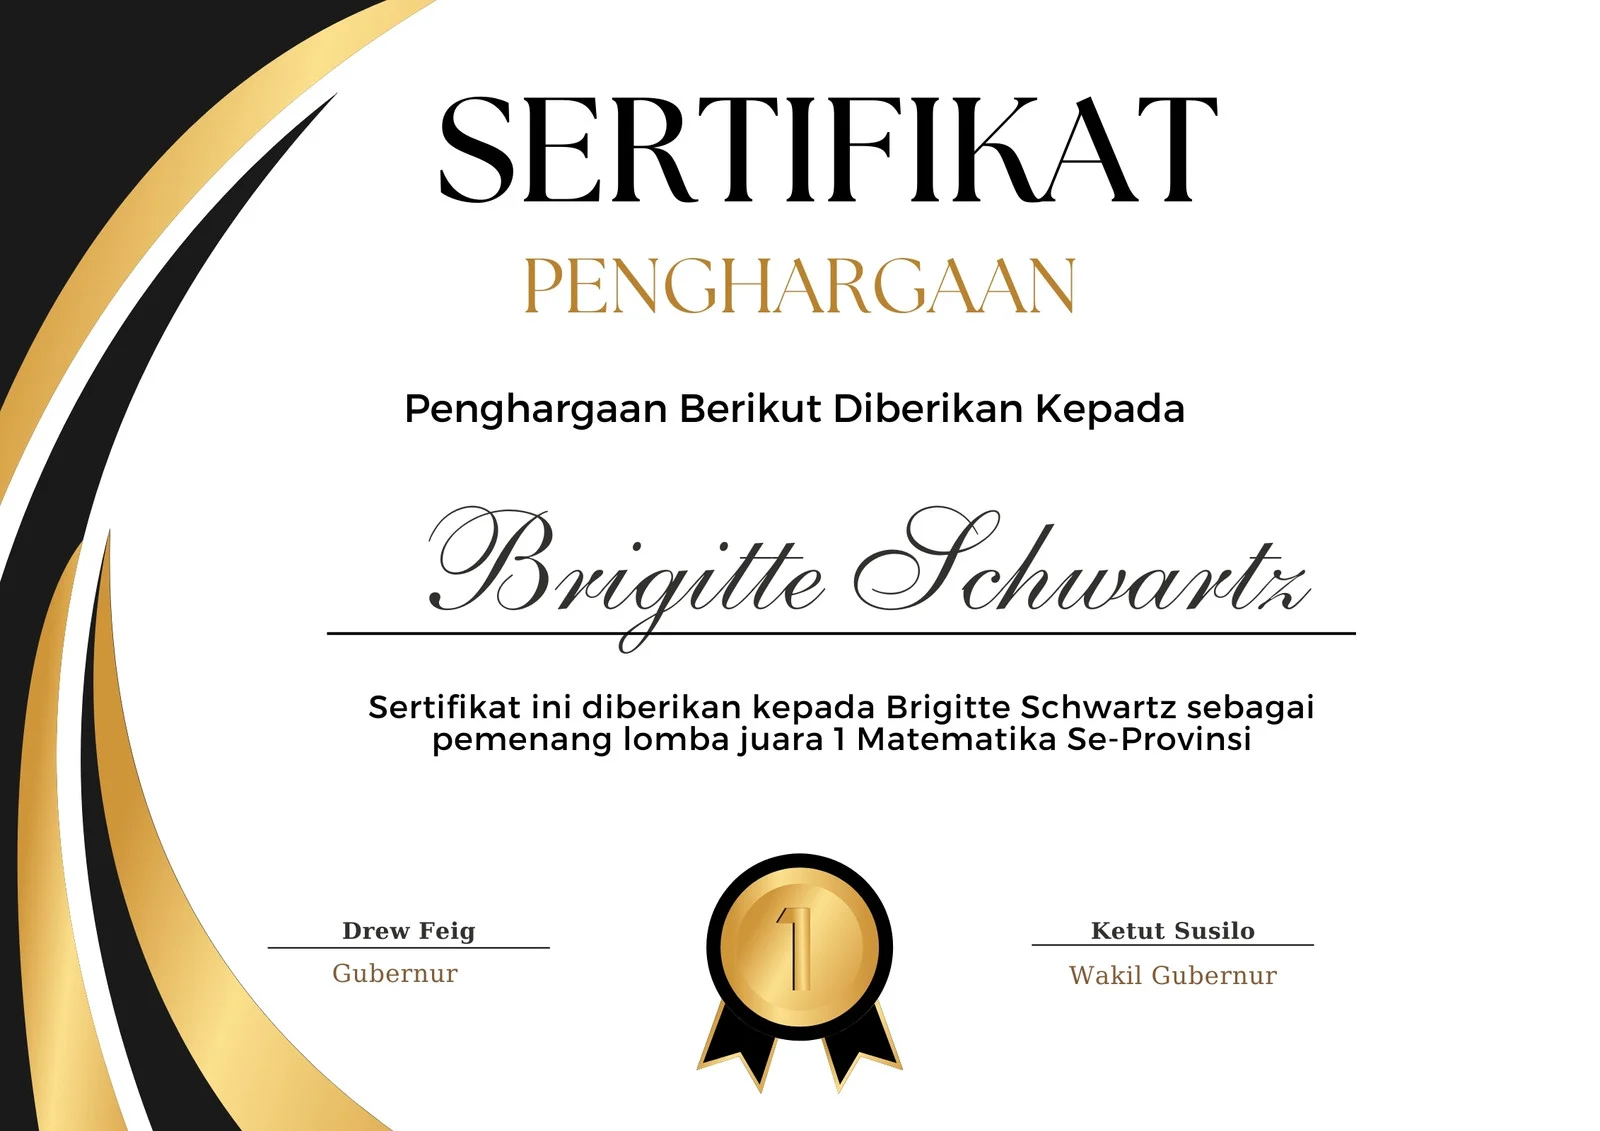 SERTIFIKAT
PENGHARGAAN
Penghargaan Berikut Diberikan Kepada
Brigitte Schwartz
Sertifikat ini diberikan kepada Brigitte Schwartz sebagai
pemenang lomba juara 1 Matematika Se-Provinsi
1
Drew Feig
Gubernur
Ketut Susilo
Wakil Gubernur